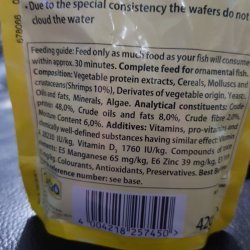 • Due to the special consistency the wafers do not
cloud the water
Feeding guide: Feed only as much food as your fish will consume
within approx. 30 minutes. Complete feed for ornamental fish.
Composition: Vegetable protein extracts, Cereals, Molluscs and
crustaceans(Shrimps 10%), Derivates of vegetable origin, Yeast,
Oils and Fats, Minerals, Algae. Analytical constituents: Crude
protein 48,0%, Crude oils and fats 8,0%, Crude fibre 2,0%,
Moisture content 6,0%. Additives: Vitamins, pro-vitamins and
chemically well-defined substances having similar effect:
A 28210 IU/kg, Vitamin D3 1760 IU/kg. Compounds of
elements: E5 Manganese 65 mg/kg, E6 Zinc 39 mg/kg,
Colourants, Antioxidants, Preservatives. Best
reference number: see base.
4 004218 257450